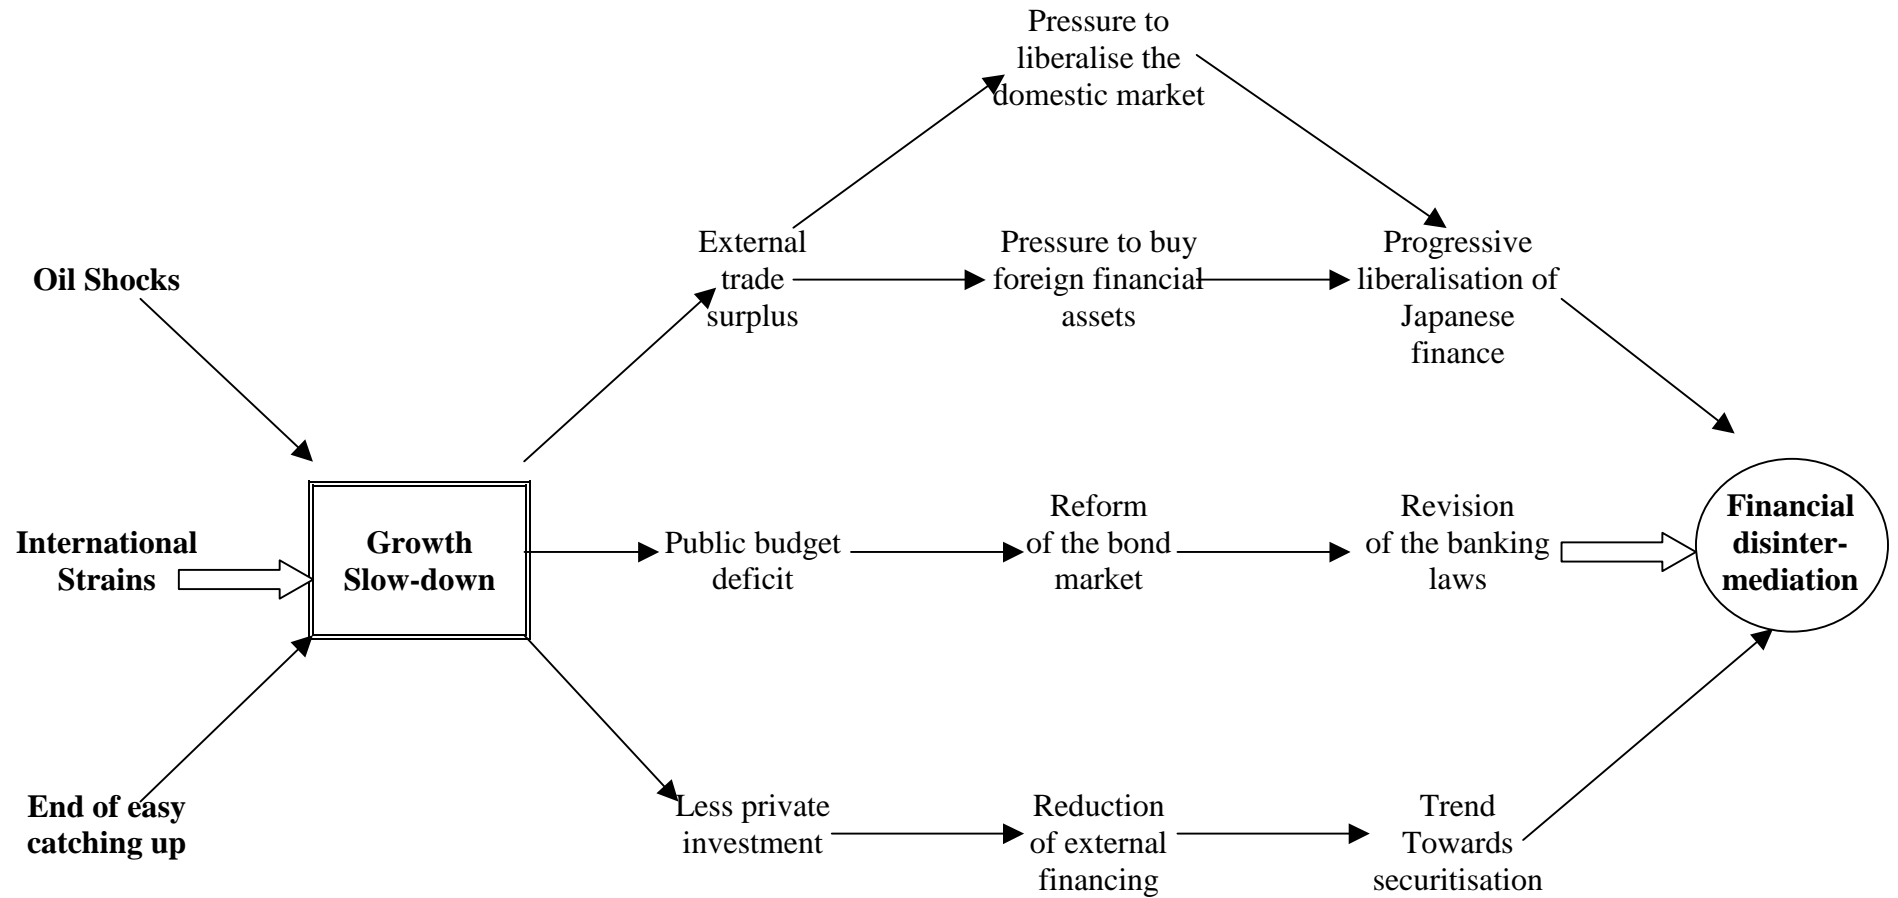 Pressure to
liberalise the
domestic market
External
trade
surplus
Pressure to buy
foreign financial
assets
Progressive
liberalisation of
Japanese
finance
Oil Shocks
International
Strains
Growth
Slow-down
Public budget
deficit
Reform
of the bond
market
Revision
of the banking
laws
Financial
disinter-
mediation
End of easy
catching up
Less private
investment
Reduction
of external
financing
Trend
Towards
securitisation